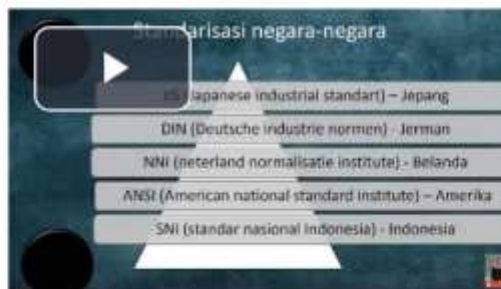 Standarisasi negara-negara
JIS (Japanese industrial standart) – Jepang
DIN (Deutsche industrie normen) - Jerman
NNI (neterland normalisatie institute) - Belanda
ANSI (American national standard institute) – Amerika
SNI (standar nasional Indonesia) - Indonesia